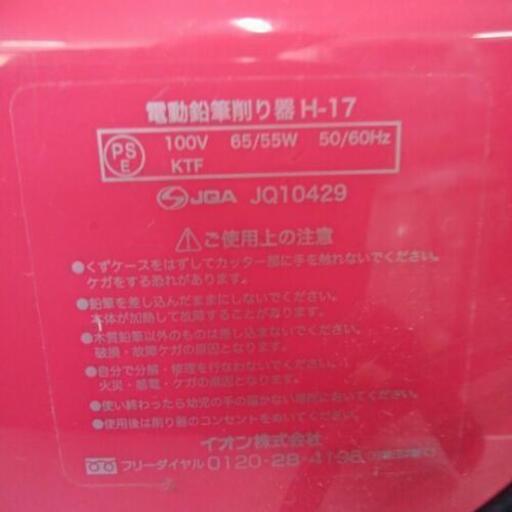 電動鉛筆削り器 H-17
PS E 100V 65/55W 50/60Hz
KTF
JQA JQ10429
⚠ご使用上の注意
●くずケースをはずしてカッター部に手を触れないでください。
ケガをする恐れがあります。
●鉛筆を差し込んだままにしないでください。
本体が加熱して故障することがあります。
●木質鉛筆以外のものは差し込まないでください。
破損・故障ケガの原因となります。
●自分で分解・修理を行なわないでください。
火災・感電・ケガの原因となります。
●使い終わったら幼児の手の届かない場所においてください。
●使用後は削り器のコンセントをぬいてください。
イオン株式会社
フリーダイヤル 0120-28-4196